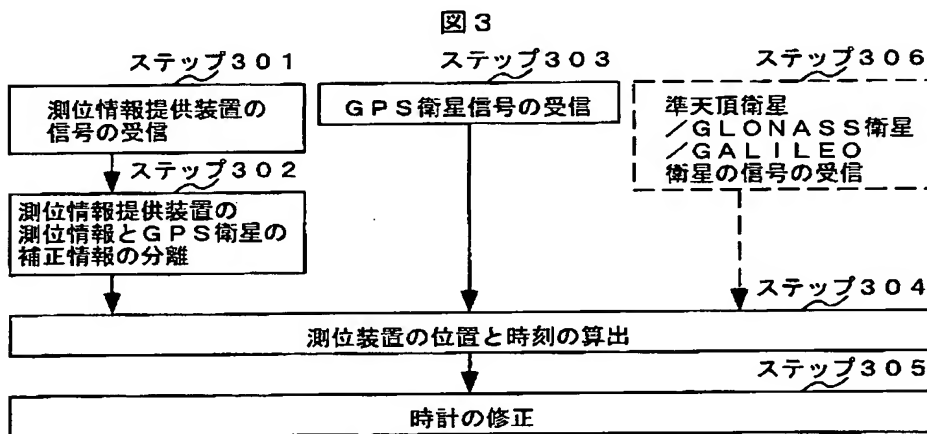 図３
ステップ３０１
測位情報提供装置の
信号の受信
ステップ３０２
測位情報提供装置の
測位情報とＧＰＳ衛星の
補正情報の分離
ステップ３０３
ＧＰＳ衛星信号の受信
ステップ３０６
準天頂衛星
／ＧＬＯＮＡＳＳ衛星
／ＧＡＬＩＬＥＯ
衛星の信号の受信
ステップ３０４
測位装置の位置と時刻の算出
ステップ３０５
時計の修正